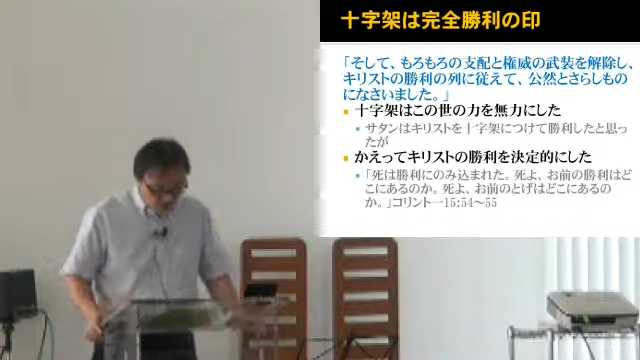 十字架は完全勝利の印
「そして、もろもろの支配と権威の武装を解除し、
キリストの勝利の列に従えて、公然とさらしもの
になさいました。」
十字架はこの世の力を無力にした
サタンはキリストを十字架につけて勝利したと思っ
たが
かえってキリストの勝利を決定的にした
「死は勝利にのみ込まれた。死よ、お前の勝利はど
こにあるのか。死よ、お前のとげはどこにあるの
か。」コリント一15:54～55